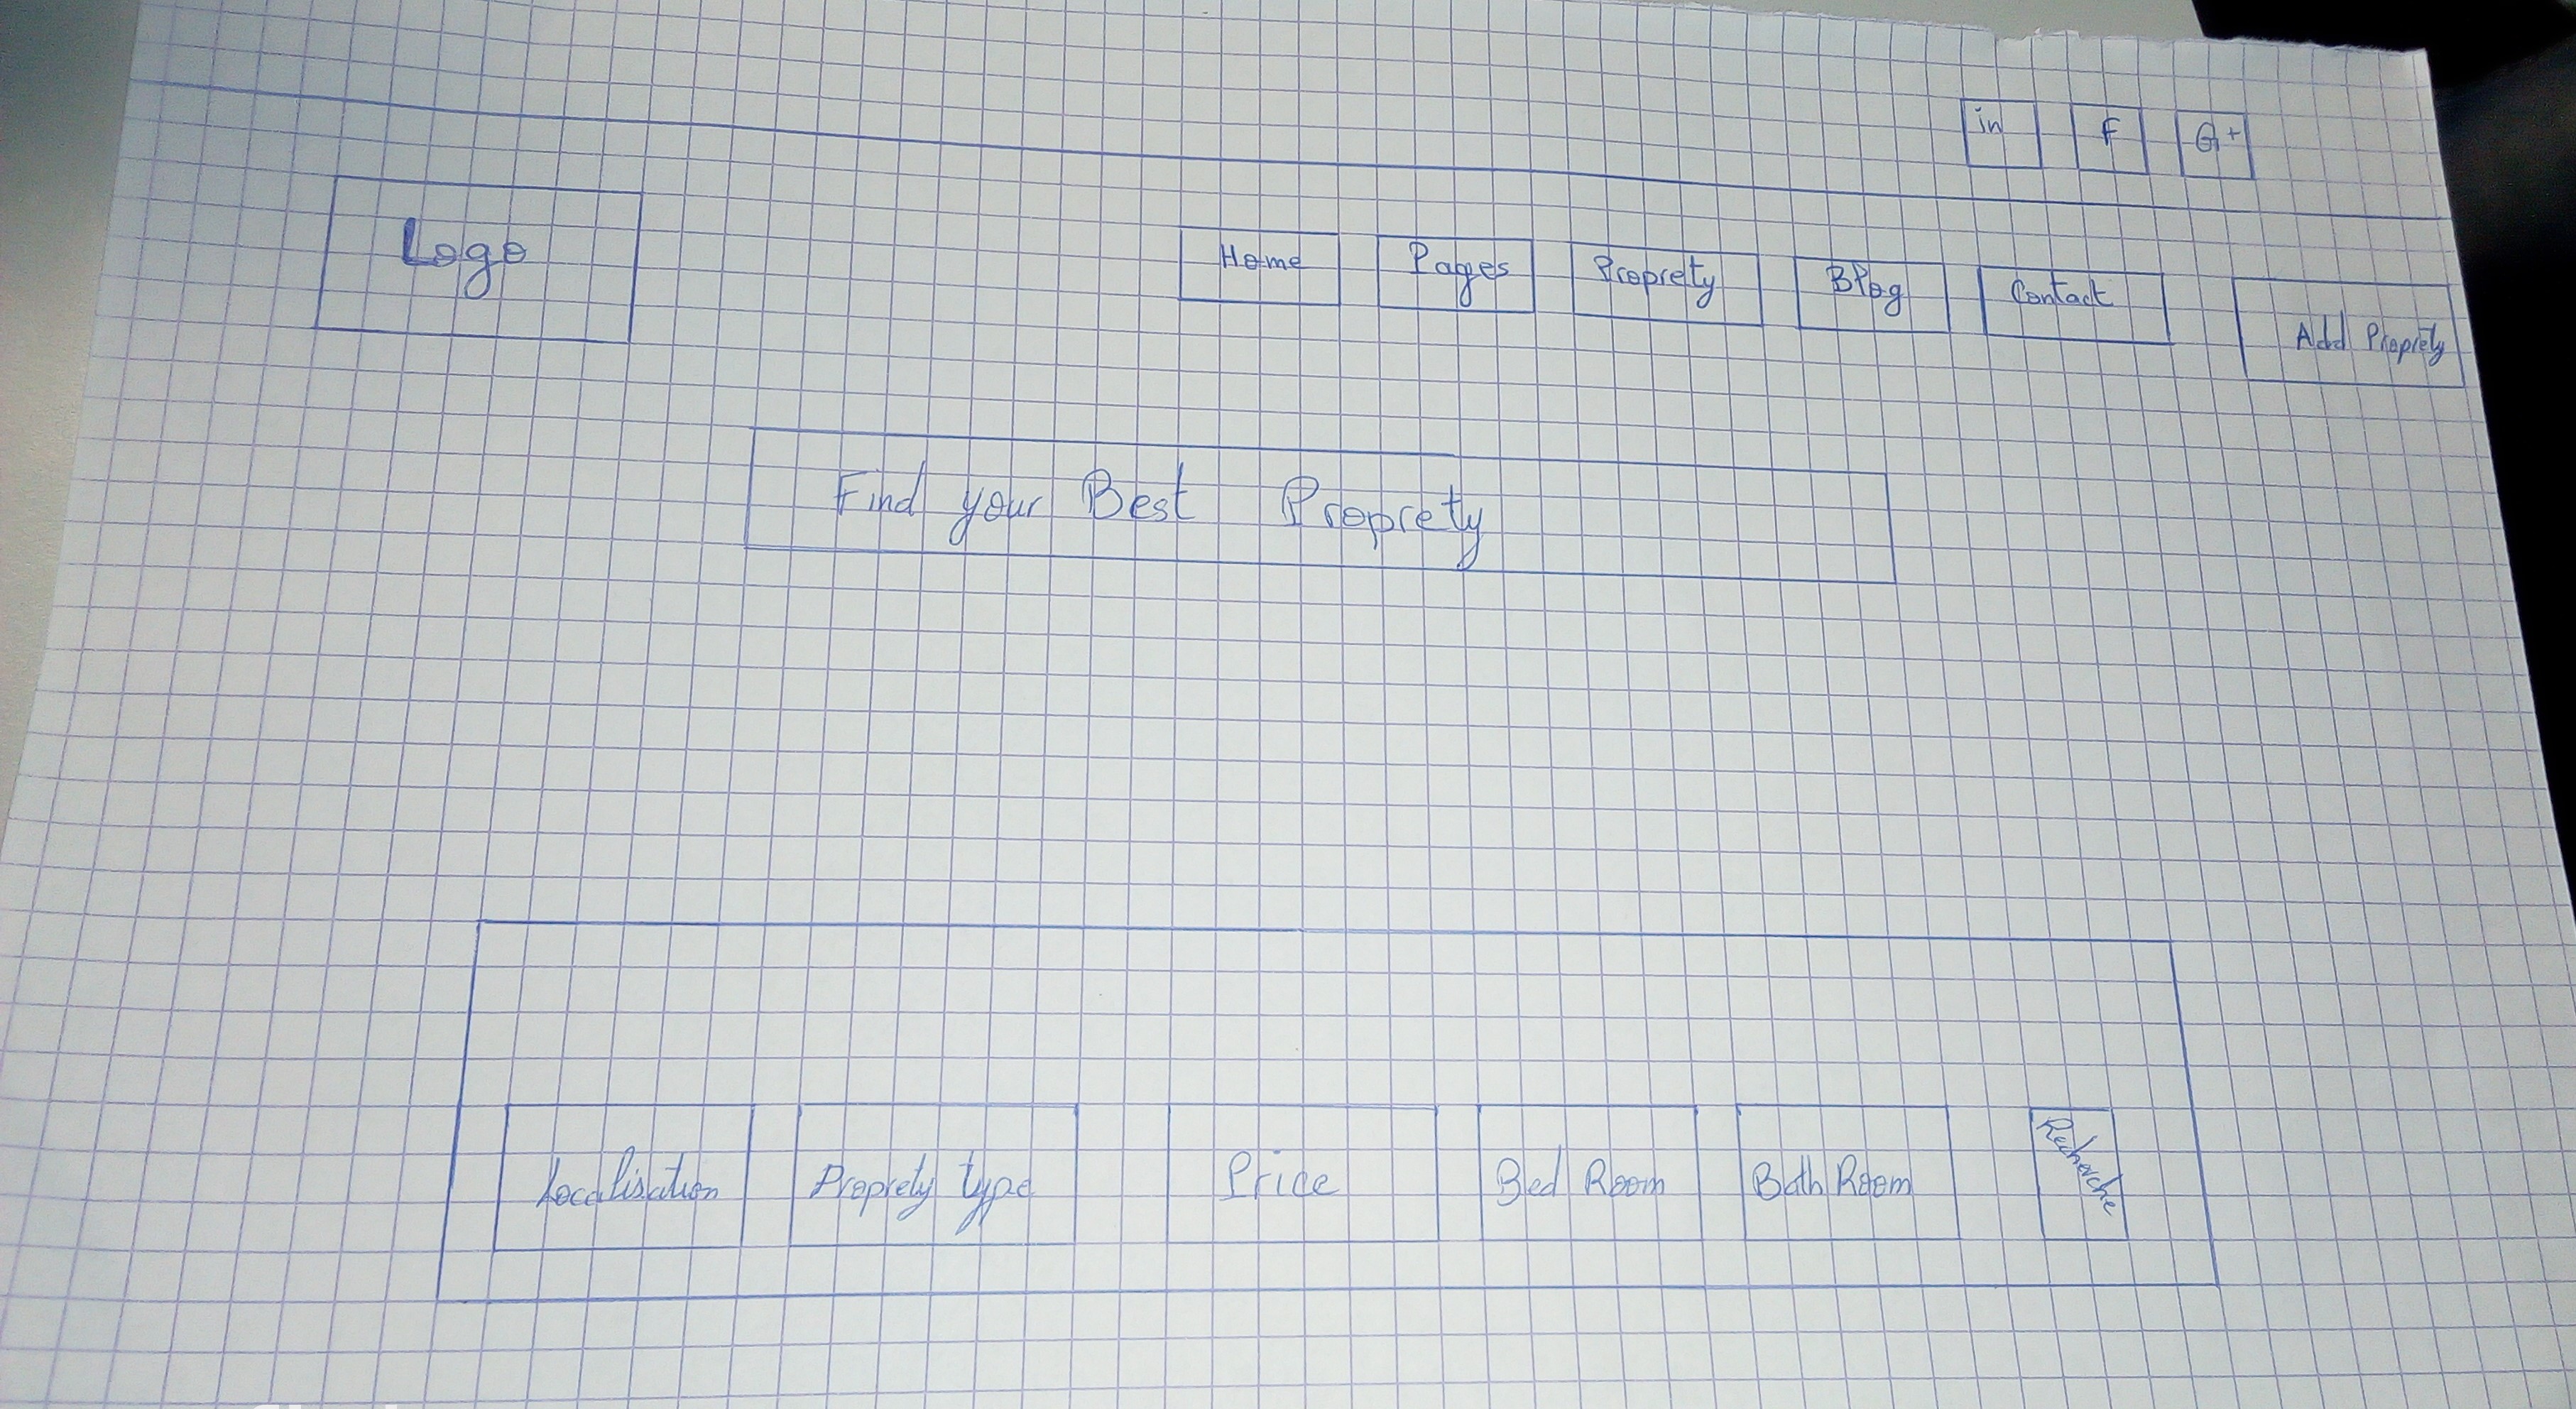 in F G+
Logo Home Pages Proprety Blog Contact Add Proprety
Find your Best Proprety
Localisation Proprety type Price Bed Room Bath Room Recherche